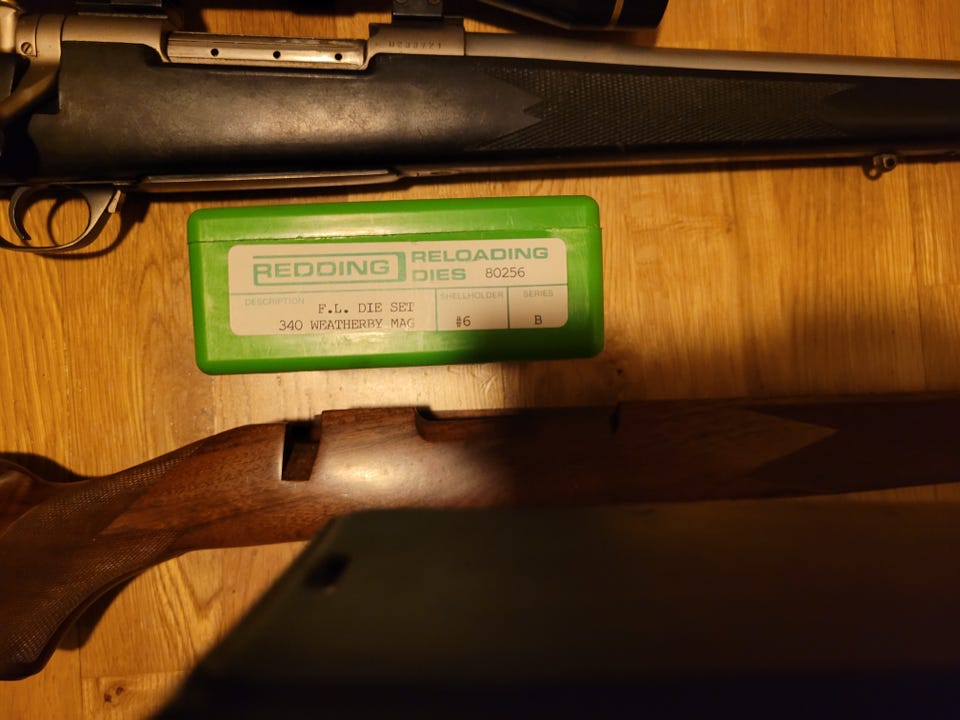 REDDING RELOADING DIES 80256
DESCRIPTION SHELLHOLDER SERIES
F.L. DIE SET
340 WEATHERBY MAG #6 B